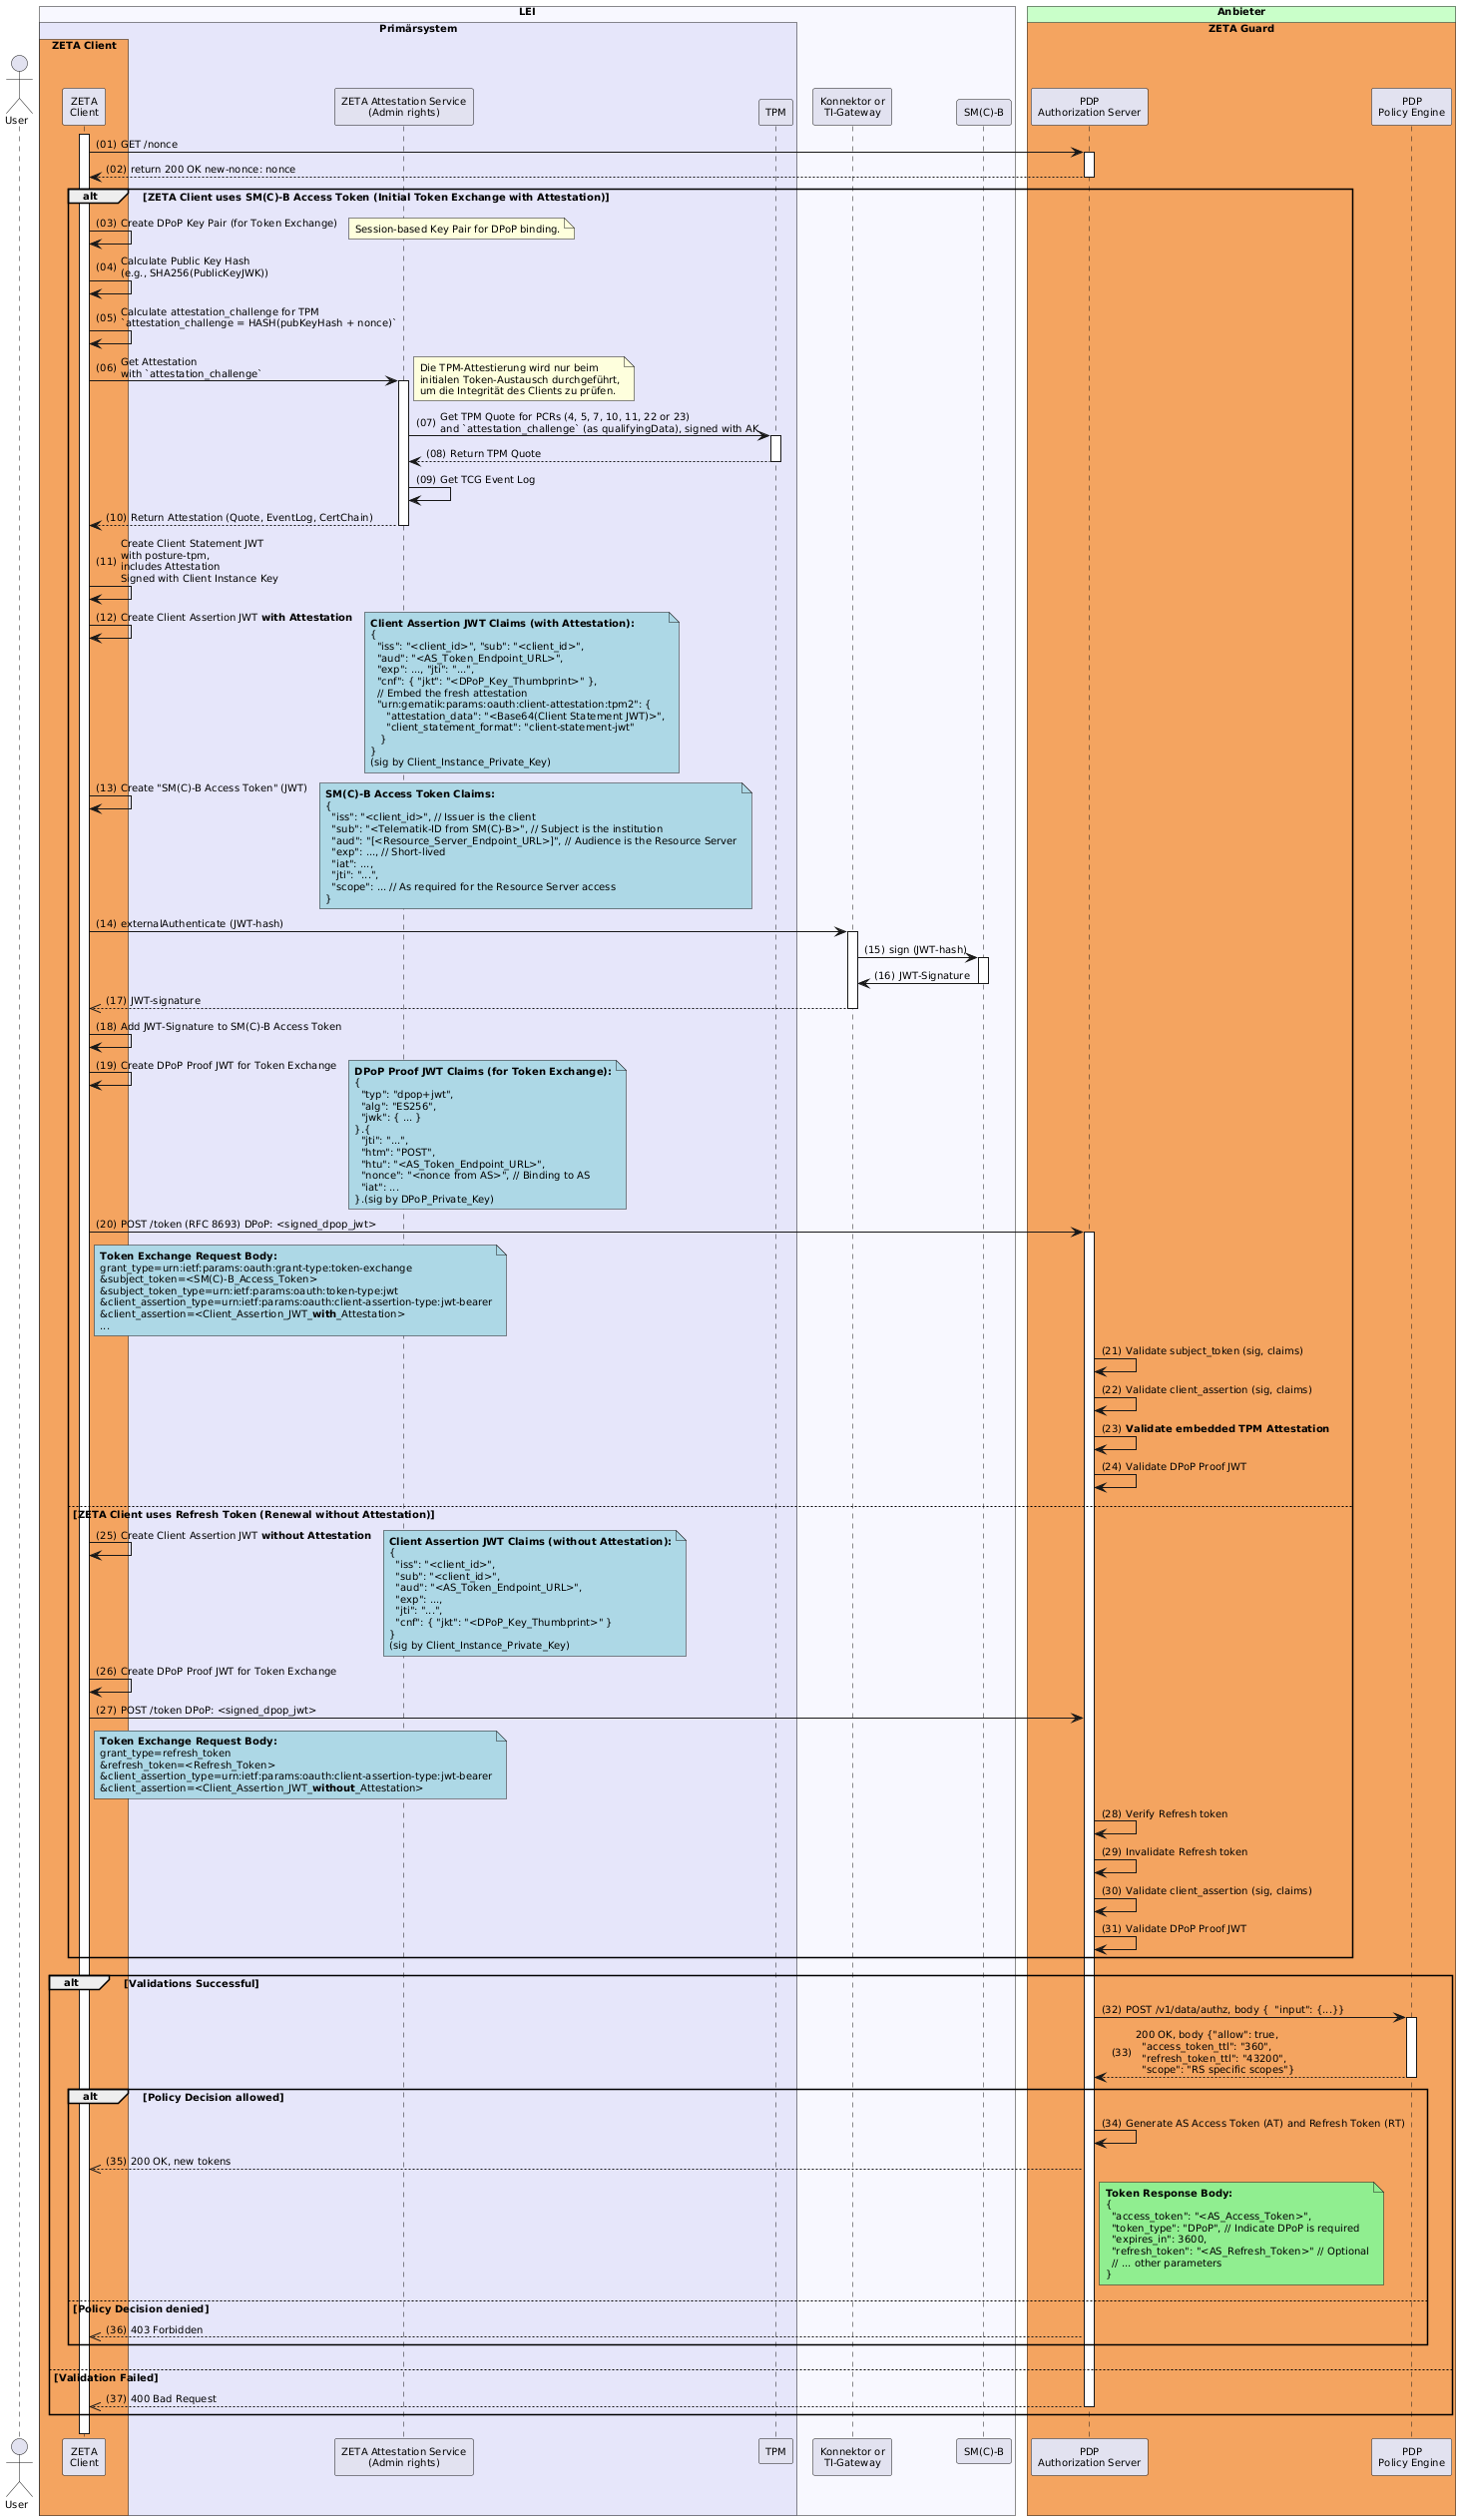 LEI
Anbieter
Primärsystem
ZETA Guard
ZETA Client
User
ZETA
Client
ZETA Attestation Service
(Admin rights)
TPM
Konnektor or
TI-Gateway
SM(C)-B
PDP
Authorization Server
PDP
Policy Engine
(01) GET /nonce
(02) return 200 OK new-nonce: nonce
alt [ZETA Client uses SM(C)-B Access Token (Initial Token Exchange with Attestation)]
(03) Create DPoP Key Pair (for Token Exchange)
Session-based Key Pair for DPoP binding.
(04) Calculate Public Key Hash
(e.g., SHA256(PublicKeyJWK))
(05) Calculate attestation_challenge for TPM
`attestation_challenge = HASH(pubKeyHash + nonce)`
(06) Get Attestation
with `attestation_challenge`
Die TPM-Attestierung wird nur beim
initialen Token-Austausch durchgeführt,
um die Integrität des Clients zu prüfen.
(07) Get TPM Quote for PCRs (4, 5, 7, 10, 11, 22 or 23)
and `attestation_challenge` (as qualifyingData), signed with AK
(08) Return TPM Quote
(09) Get TCG Event Log
(10) Return Attestation (Quote, EventLog, CertChain)
(11) Create Client Statement JWT
with posture-tpm,
includes Attestation
Signed with Client Instance Key
(12) Create Client Assertion JWT with Attestation
Client Assertion JWT Claims (with Attestation):
{
"iss": "<client_id>", "sub": "<client_id>",
"aud": "<AS_Token_Endpoint_URL>",
"exp": ..., "jti": "...",
"cnf": { "jkt": "<DPoP_Key_Thumbprint>" },
// Embed the fresh attestation
"urn:gematik:params:oauth:client-attestation:tpm2": {
"attestation_data": "<Base64(Client Statement JWT)>",
"client_statement_format": "client-statement-jwt"
}
}
(sig by Client_Instance_Private_Key)
(13) Create "SM(C)-B Access Token" (JWT)
SM(C)-B Access Token Claims:
{
"iss": "<client_id>", // Issuer is the client
"sub": "<Telematik-ID from SM(C)-B>", // Subject is the institution
"aud": "[<Resource_Server_Endpoint_URL>]", // Audience is the Resource Server
"exp": ..., // Short-lived
"iat": ...,
"jti": "...",
"scope": ... // As required for the Resource Server access
}
(14) externalAuthenticate (JWT-hash)
(15) sign (JWT-hash)
(16) JWT-Signature
(17) JWT-signature
(18) Add JWT-Signature to SM(C)-B Access Token
(19) Create DPoP Proof JWT for Token Exchange
DPoP Proof JWT Claims (for Token Exchange):
{
"typ": "dpop+jwt",
"alg": "ES256",
"jwk": { ... }
}.{
"jti": "...",
"htm": "POST",
"htu": "<AS_Token_Endpoint_URL>",
"nonce": "<nonce from AS>", // Binding to AS
"iat": ...
}.(sig by DPoP_Private_Key)
(20) POST /token (RFC 8693) DPoP: <signed_dpop_jwt>
Token Exchange Request Body:
grant_type=urn:ietf:params:oauth:grant-type:token-exchange
&subject_token=<SM(C)-B_Access_Token>
&subject_token_type=urn:ietf:params:oauth:token-type:jwt
&client_assertion_type=urn:ietf:params:oauth:client-assertion-type:jwt-bearer
&client_assertion=<Client_Assertion_JWT_with_Attestation>
...
(21) Validate subject_token (sig, claims)
(22) Validate client_assertion (sig, claims)
(23) Validate embedded TPM Attestation
(24) Validate DPoP Proof JWT
[ZETA Client uses Refresh Token (Renewal without Attestation)]
(25) Create Client Assertion JWT without Attestation
Client Assertion JWT Claims (without Attestation):
{
"iss": "<client_id>",
"sub": "<client_id>",
"aud": "<AS_Token_Endpoint_URL>",
"exp": ...,
"jti": "...",
"cnf": { "jkt": "<DPoP_Key_Thumbprint>" }
}
(sig by Client_Instance_Private_Key)
(26) Create DPoP Proof JWT for Token Exchange
(27) POST /token DPoP: <signed_dpop_jwt>
Token Exchange Request Body:
grant_type=refresh_token
&refresh_token=<Refresh_Token>
&client_assertion_type=urn:ietf:params:oauth:client-assertion-type:jwt-bearer
&client_assertion=<Client_Assertion_JWT_without_Attestation>
(28) Verify Refresh token
(29) Invalidate Refresh token
(30) Validate client_assertion (sig, claims)
(31) Validate DPoP Proof JWT
alt [Validations Successful]
(32) POST /v1/data/authz, body { "input": {...}}
(33) 200 OK, body {"allow": true,
"access_token_ttl": "360",
"refresh_token_ttl": "43200",
"scope": "RS specific scopes"}
alt [Policy Decision allowed]
(34) Generate AS Access Token (AT) and Refresh Token (RT)
(35) 200 OK, new tokens
Token Response Body:
{
"access_token": "<AS_Access_Token>",
"token_type": "DPoP", // Indicate DPoP is required
"expires_in": 3600,
"refresh_token": "<AS_Refresh_Token>" // Optional
// ... other parameters
}
[Policy Decision denied]
(36) 403 Forbidden
[Validation Failed]
(37) 400 Bad Request
User
ZETA
Client
ZETA Attestation Service
(Admin rights)
TPM
Konnektor or
TI-Gateway
SM(C)-B
PDP
Authorization Server
PDP
Policy Engine